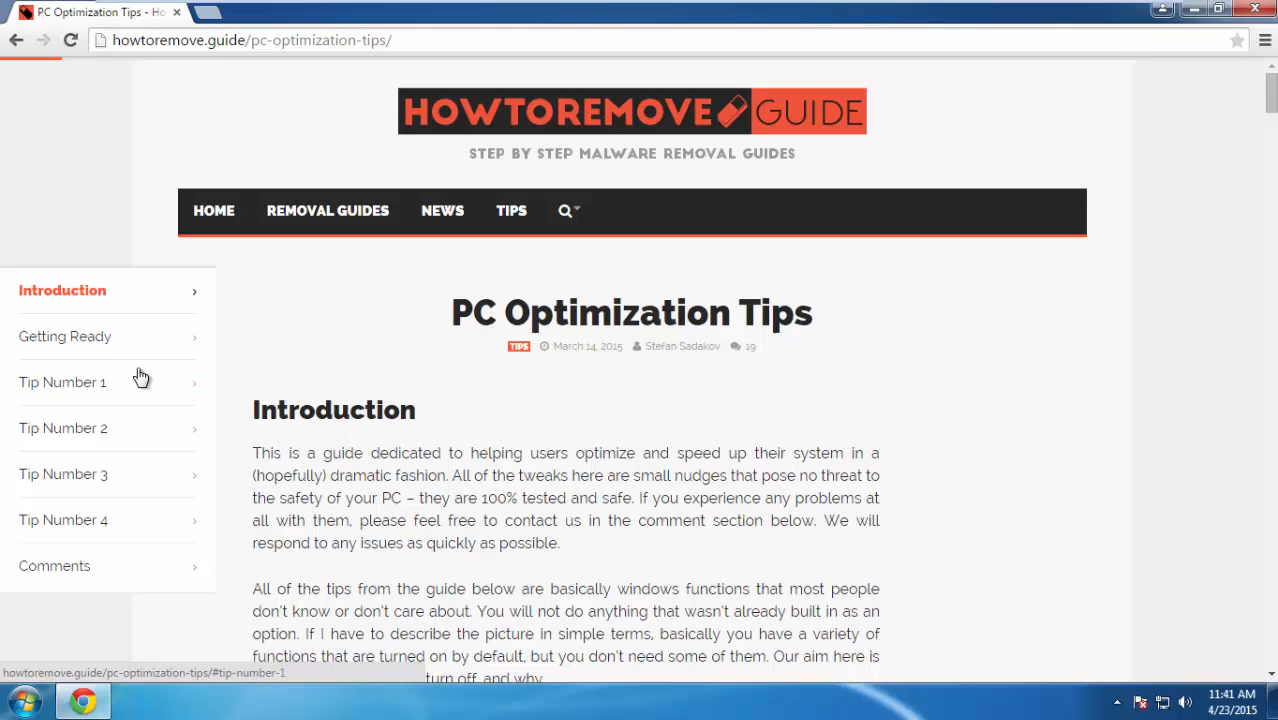 PC Optimization Tips - Ho
howtoremove.guide/pc-optimization-tips/
HOWTOREMOVE GUIDE
STEP BY STEP MALWARE REMOVAL GUIDES
HOME REMOVAL GUIDES NEWS TIPS
Introduction
Getting Ready
Tip Number 1
Tip Number 2
Tip Number 3
Tip Number 4
Comments
PC Optimization Tips
TIPS March 14, 2015 Stefan Sadakov 19
Introduction
This is a guide dedicated to helping users optimize and speed up their system in a
(hopefully) dramatic fashion. All of the tweaks here are small nudges that pose no threat to
the safety of your PC – they are 100% tested and safe. If you experience any problems at
all with them, please feel free to contact us in the comment section below. We will
respond to any issues as quickly as possible.
All of the tips from the guide below are basically windows functions that most people
don't know or don't care about. You will not do anything that wasn't already built in as an
option. If I have to describe the picture in simple terms, basically you have a variety of
functions that are turned on by default, but you don't need some of them. Our aim here is
turn off, and why
howtoremove.guide/pc-optimization-tips/#tip-number-1
11:41 AM
4/23/2015